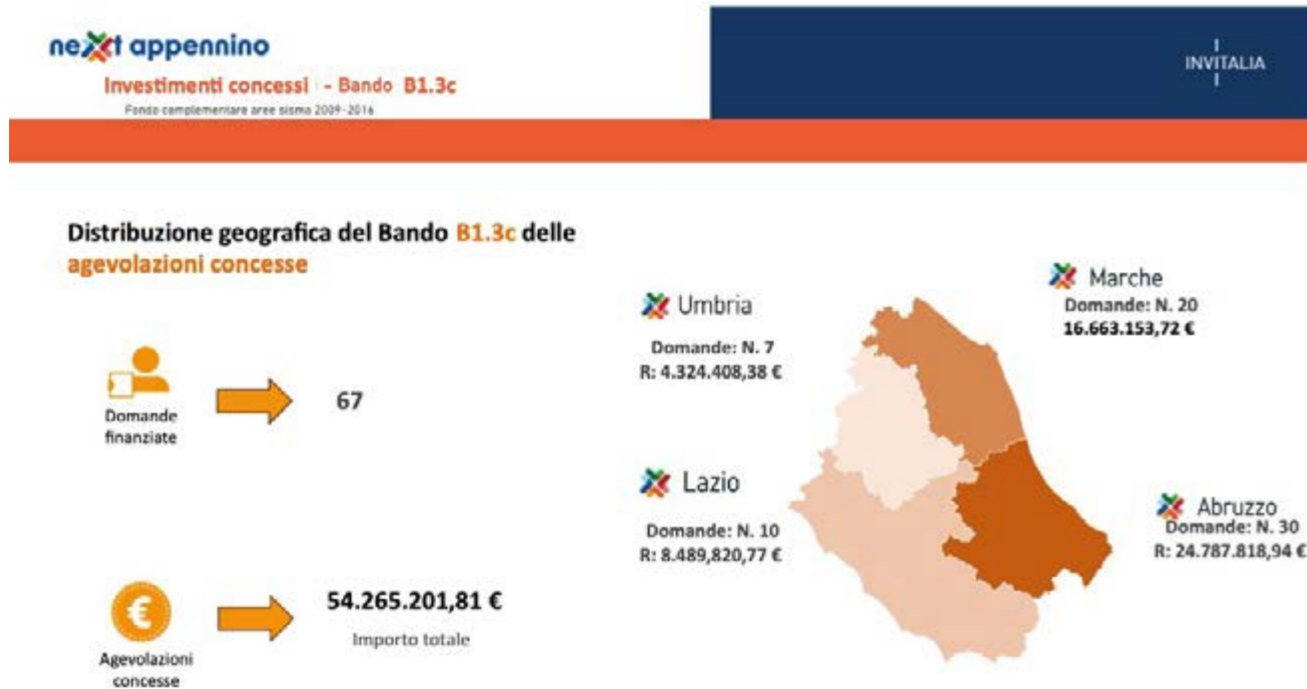 nexxt appennino
Investimenti concessi - Bando B1.3c
Fondo complementare aree sisma 2009-2016
INVITALIA
Distribuzione geografica del Bando B1.3c delle
agevolazioni concesse
Domande
finanziate
67
Agevolazioni
concesse
54.265.201,81 €
Importo totale
Umbria
Domande: N. 7
R: 4.324.408,38 €
Marche
Domande: N. 20
16.663.153,72 €
Lazio
Domande: N. 10
R: 8.489,820,77 €
Abruzzo
Domande: N. 30
R: 24.787.818,94 €